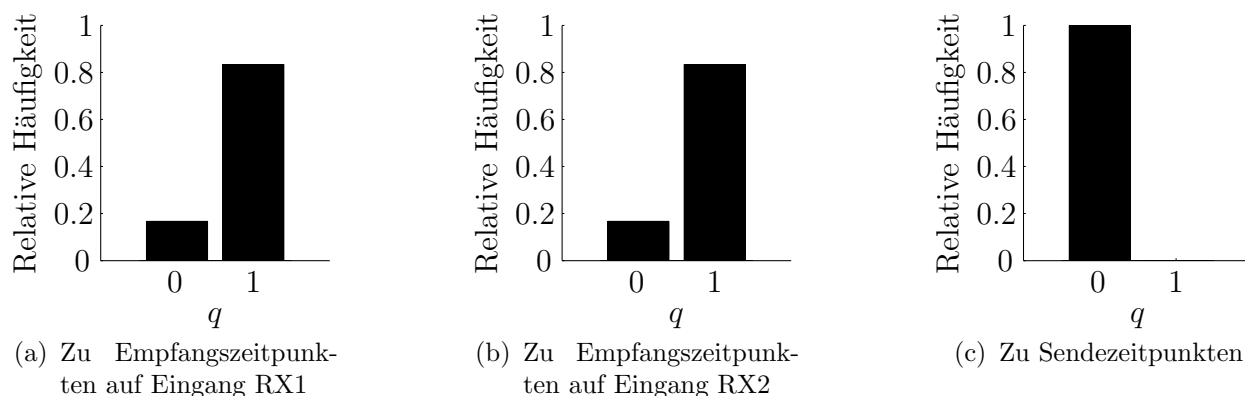 Relative Häufigkeit
1
0.8
0.6
0.4
0.2
0
0 1
q
(a) Zu Empfangszeitpunk-
ten auf Eingang RX1
Relative Häufigkeit
1
0.8
0.6
0.4
0.2
0
0 1
q
(b) Zu Empfangszeitpunk-
ten auf Eingang RX2
Relative Häufigkeit
1
0.8
0.6
0.4
0.2
0
0 1
q
(c) Zu Sendezeitpunkten